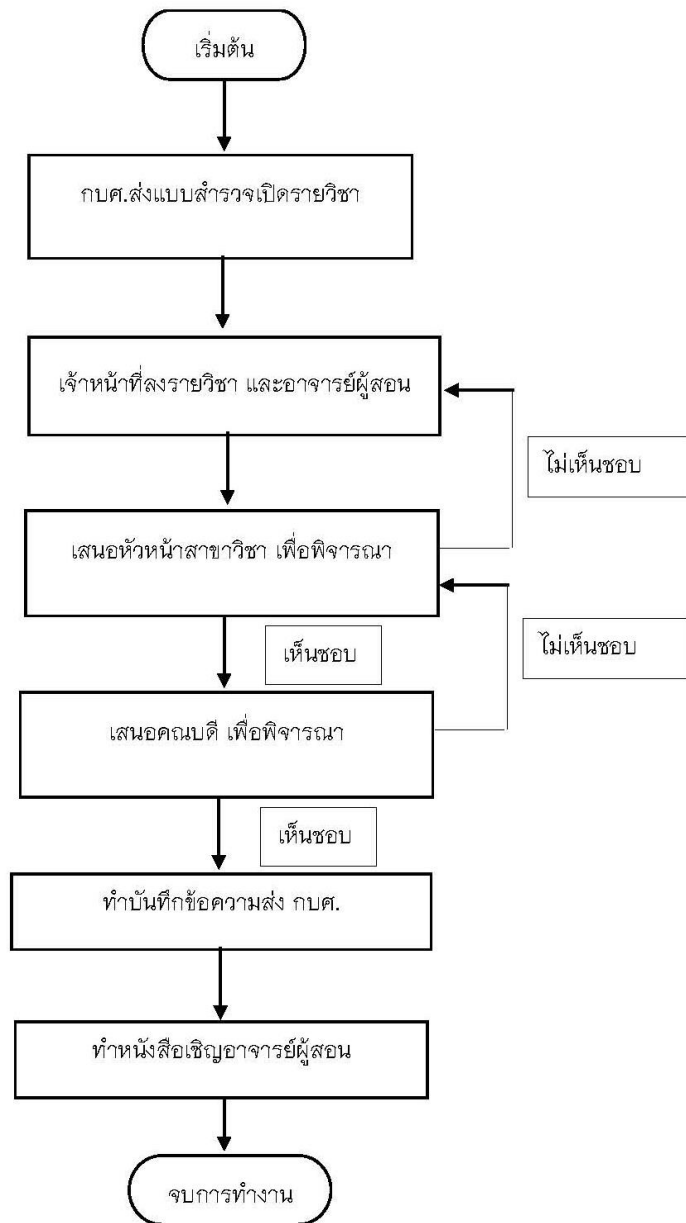 เริ่มต้น
กบศ.ส่งแบบสำรวจเปิดรายวิชา
เจ้าหน้าที่ลงรายวิชา และอาจารย์ผู้สอน
ไม่เห็นชอบ
เสนอหัวหน้าสาขาวิชา เพื่อพิจารณา
เห็นชอบ
ไม่เห็นชอบ
เสนอคณบดี เพื่อพิจารณา
เห็นชอบ
ทำบันทึกข้อความส่ง กบศ.
ทำหนังสือเชิญอาจารย์ผู้สอน
จบการทำงาน